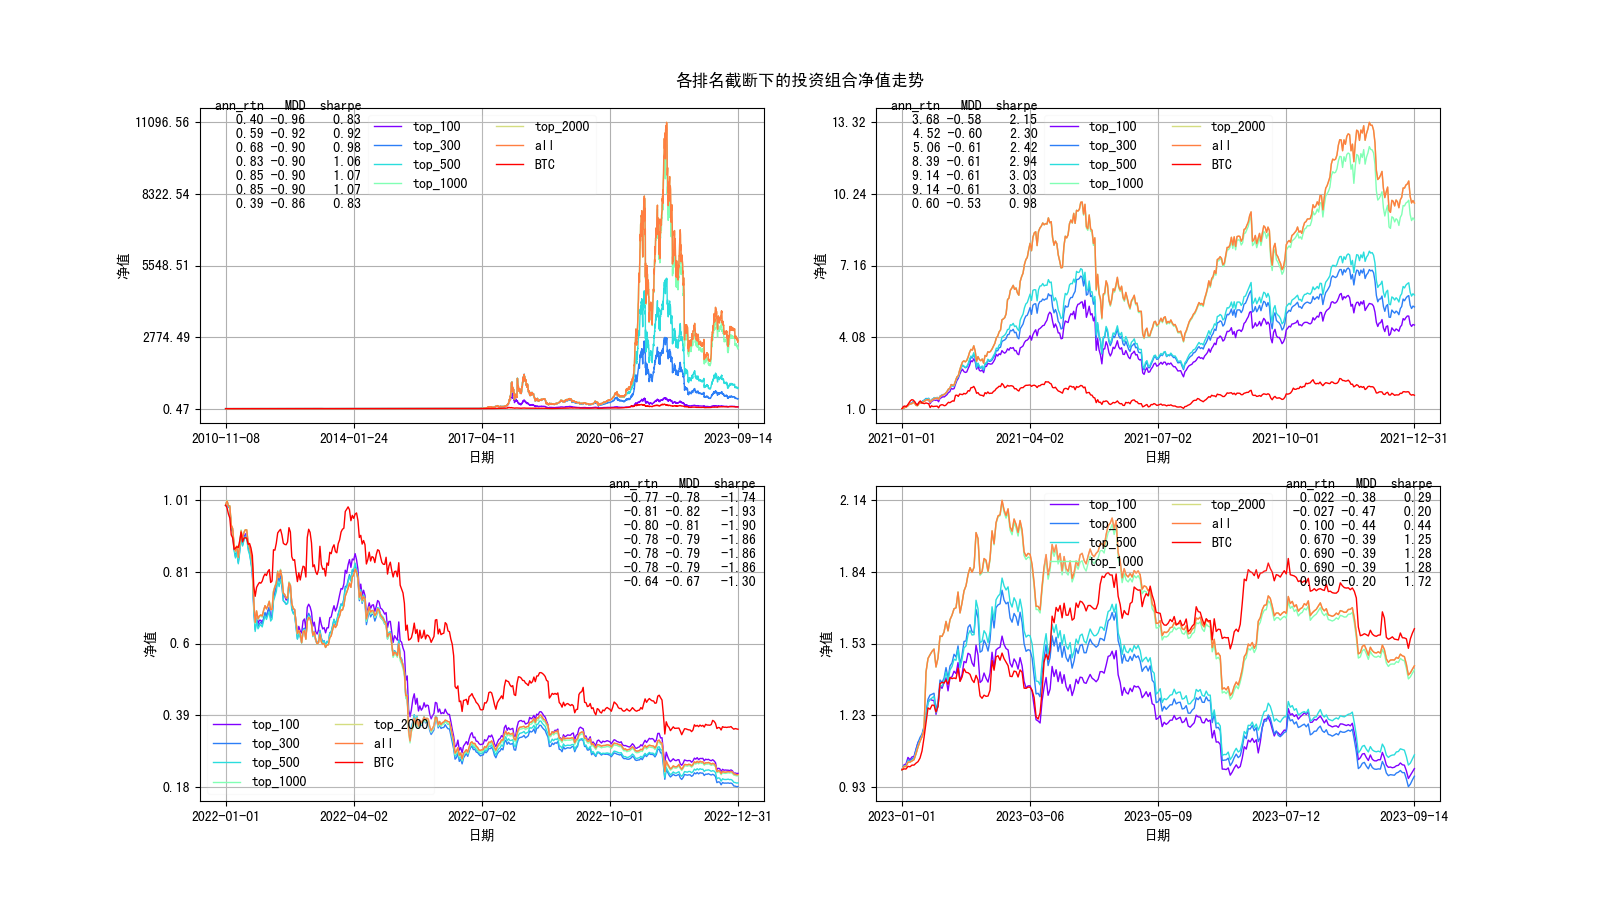 各排名截断下的投资组合净值走势
ann_rtn MDD sharpe
0.40 -0.96 0.83
0.59 -0.92 0.92
0.68 -0.90 0.98
0.83 -0.90 1.06
0.85 -0.90 1.07
0.85 -0.90 1.07
0.39 -0.86 0.83
top_100 top_2000
top_300 all
top_500 BTC
top_1000
11096.56
8322.54
5548.51
2774.49
0.47
净值
2010-11-08 2014-01-24 2017-04-11 2020-06-27 2023-09-14
日期
ann_rtn MDD sharpe
3.68 -0.58 2.15
4.52 -0.60 2.30
5.06 -0.61 2.42
8.39 -0.61 2.94
9.14 -0.61 3.03
9.14 -0.61 3.03
0.60 -0.53 0.98
top_100 top_2000
top_300 all
top_500 BTC
top_1000
13.32
10.24
7.16
4.08
1.0
净值
2021-01-01 2021-04-02 2021-07-02 2021-10-01 2021-12-31
日期
ann_rtn MDD sharpe
-0.77 -0.78 -1.74
-0.81 -0.82 -1.93
-0.80 -0.81 -1.90
-0.78 -0.79 -1.86
-0.78 -0.79 -1.86
-0.78 -0.79 -1.86
-0.64 -0.67 -1.30
1.01
0.81
0.6
0.39
0.18
净值
top_100 top_2000
top_300 all
top_500 BTC
top_1000
2022-01-01 2022-04-02 2022-07-02 2022-10-01 2022-12-31
日期
ann_rtn MDD sharpe
0.022 -0.38 0.29
-0.027 -0.47 0.20
0.100 -0.44 0.44
0.670 -0.39 1.25
0.690 -0.39 1.28
0.690 -0.39 1.28
0.960 -0.20 1.72
top_100 top_2000
top_300 all
top_500 BTC
top_1000
2.14
1.84
1.53
1.23
0.93
净值
2023-01-01 2023-03-06 2023-05-09 2023-07-12 2023-09-14
日期